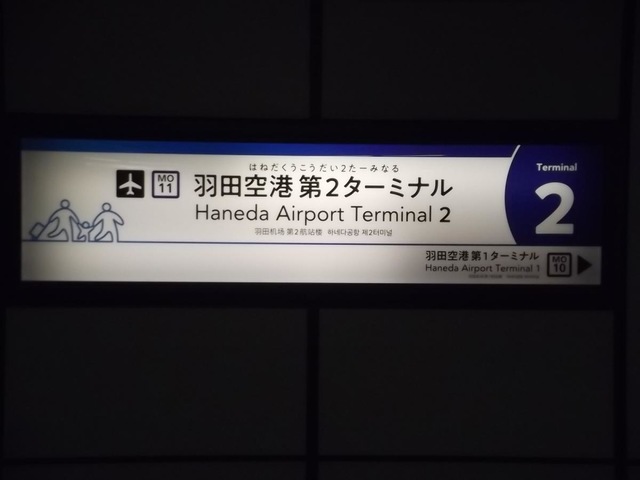 はねだくうこうだい2たーみなる
MO
11
羽田空港 第2ターミナル
Haneda Airport Terminal 2
羽田机场 第2航站楼 하네다공항 제2터미널
Terminal
2
羽田空港 第1ターミナル
Haneda Airport Terminal 1
MO
10